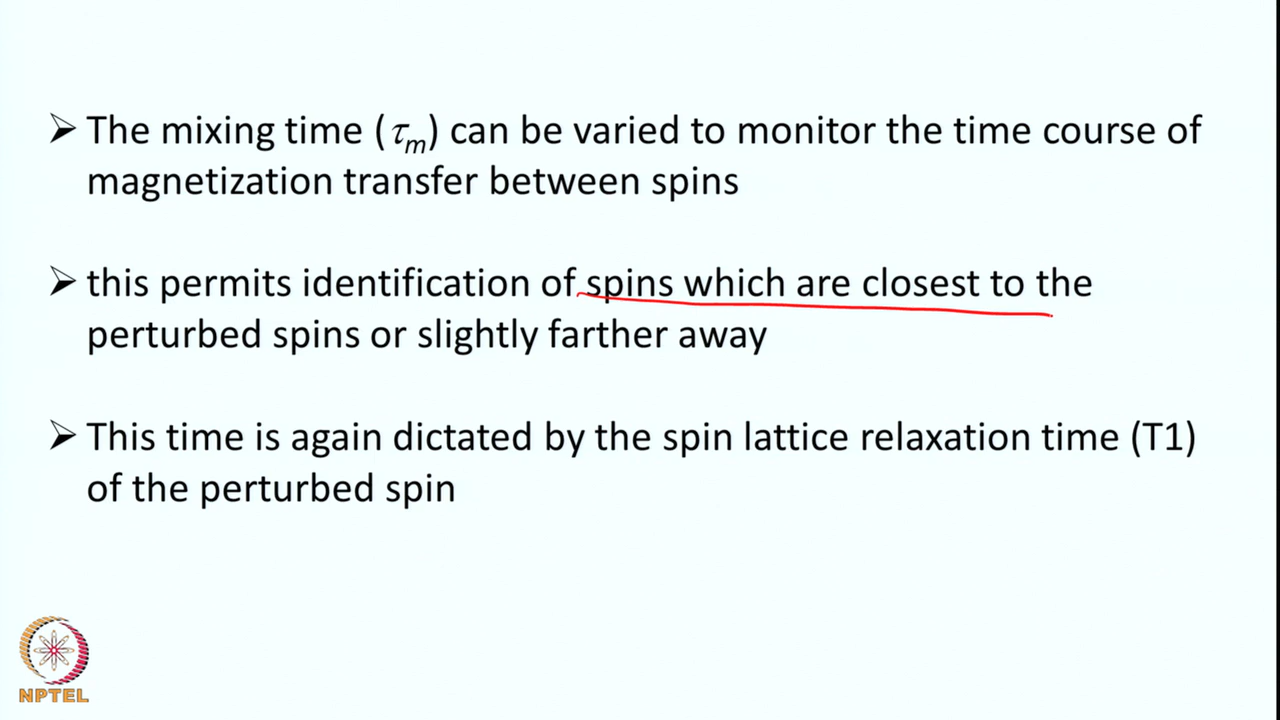 ➢ The mixing time (τm) can be varied to monitor the time course of
magnetization transfer between spins
➢ this permits identification of spins which are closest to the
perturbed spins or slightly farther away
➢ This time is again dictated by the spin lattice relaxation time (T1)
of the perturbed spin
NPTEL